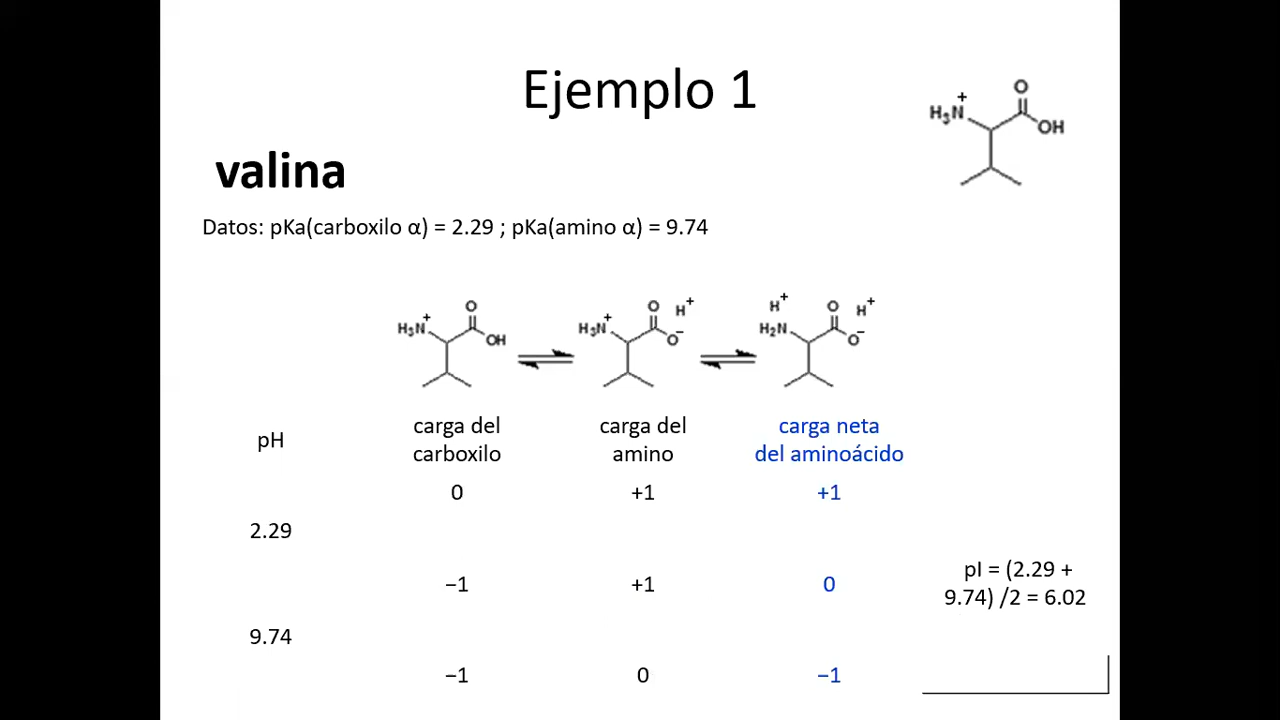 Ejemplo 1
valina
Datos: pKa(carboxilo α) = 2.29 ; pKa(amino α) = 9.74
+
H₃N
O
OH
+
H₃N
O
OH
+
H₃N
O
H⁺
O⁻
H⁺
H₂N
O
H⁺
O⁻
pH
carga del
carboxilo
carga del
amino
carga neta
del aminoácido
0 +1 +1
2.29
−1 +1 0
pI = (2.29 +
9.74) /2 = 6.02
9.74
−1 0 −1